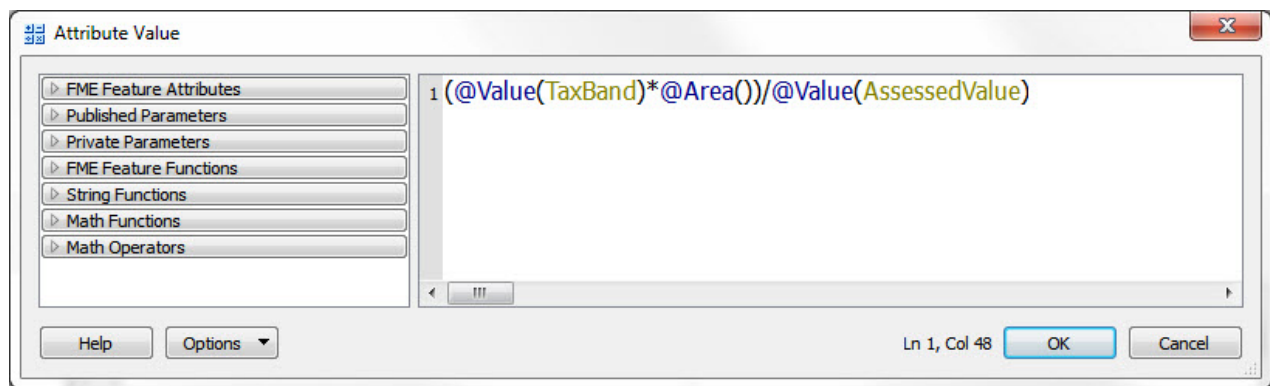 Attribute Value
FME Feature Attributes
Published Parameters
Private Parameters
FME Feature Functions
String Functions
Math Functions
Math Operators
1 (@Value(TaxBand)*@Area())/@Value(AssessedValue)
Help Options Ln 1, Col 48 OK Cancel